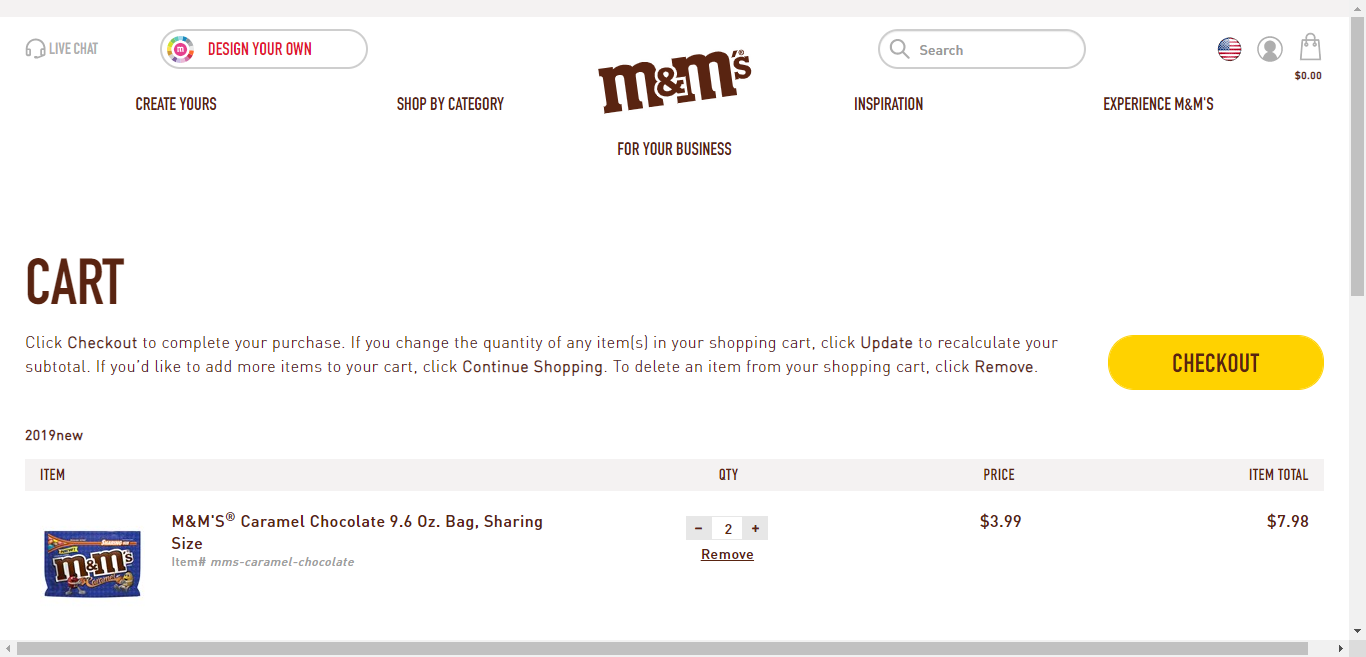 LIVE CHAT
DESIGN YOUR OWN
m&m's®
Search
$0.00
CREATE YOURS
SHOP BY CATEGORY
INSPIRATION
EXPERIENCE M&M'S
FOR YOUR BUSINESS
CART
Click Checkout to complete your purchase. If you change the quantity of any item(s) in your shopping cart, click Update to recalculate your
subtotal. If you'd like to add more items to your cart, click Continue Shopping. To delete an item from your shopping cart, click Remove.
CHECKOUT
2019new
ITEM QTY PRICE ITEM TOTAL
M&M'S® Caramel Chocolate 9.6 Oz. Bag, Sharing
Size
Item# mms-caramel-chocolate
− 2 +
Remove
$3.99
$7.98
m&m's
Caramel